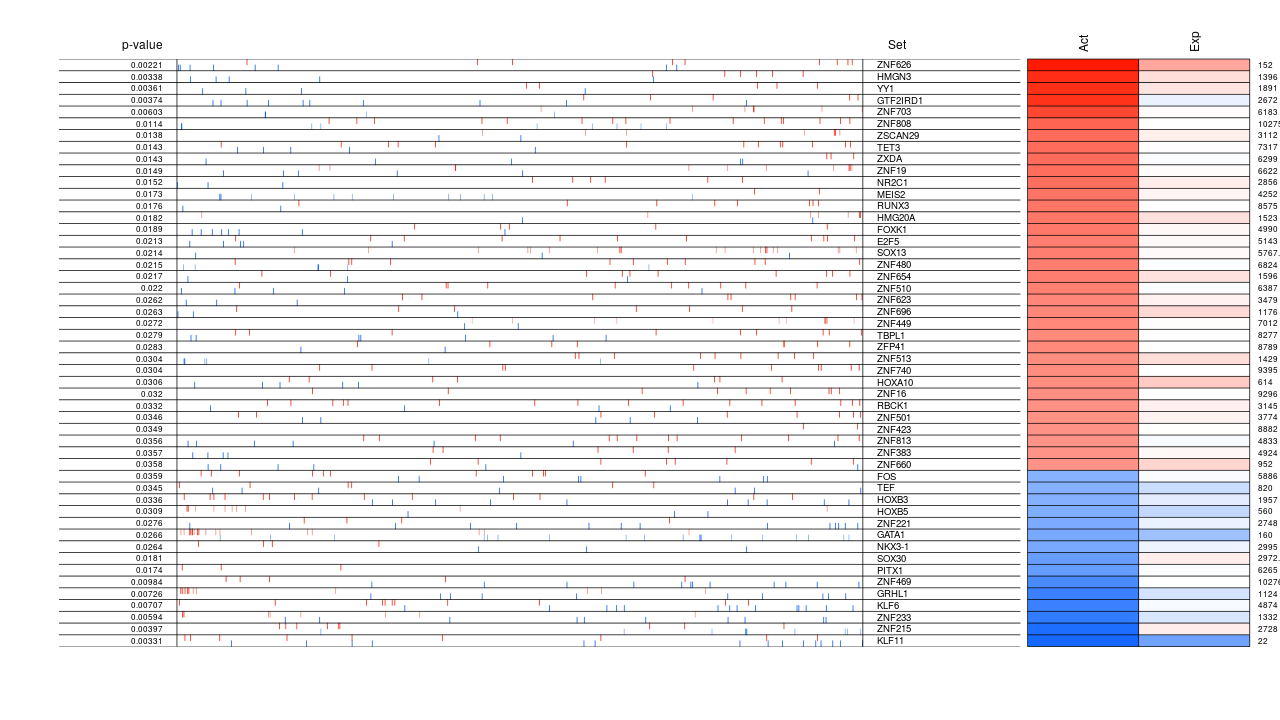 p-value Set Act Exp
0.00221 ZNF626 152
0.00338 HMGN3 1396
0.00361 YY1 1891
0.00374 GTF2IRD1 2672
0.00603 ZNF703 6183
0.0114 ZNF808 10275
0.0138 ZSCAN29 3112
0.0143 TET3 7317
0.0143 ZXDA 6299
0.0149 ZNF19 6622
0.0152 NR2C1 2856
0.0173 MEIS2 4252
0.0176 RUNX3 8575
0.0182 HMG20A 1523
0.0189 FOXK1 4990
0.0213 E2F5 5143
0.0214 SOX13 5767.
0.0215 ZNF480 6824
0.0217 ZNF654 1596
0.022 ZNF510 6387
0.0262 ZNF623 3479
0.0263 ZNF696 1176
0.0272 ZNF449 7012
0.0279 TBPL1 8277
0.0283 ZFP41 8789
0.0304 ZNF513 1429
0.0304 ZNF740 9395
0.0306 HOXA10 614
0.032 ZNF16 9296
0.0332 RBCK1 3145
0.0346 ZNF501 3774
0.0349 ZNF423 8882
0.0356 ZNF813 4833
0.0357 ZNF383 4924
0.0358 ZNF660 952
0.0359 FOS 5886
0.0345 TEF 820
0.0336 HOXB3 1957
0.0309 HOXB5 560
0.0276 ZNF221 2748
0.0266 GATA1 160
0.0264 NKX3-1 2995
0.0181 SOX30 2972.
0.0174 PITX1 6265
0.00984 ZNF469 10276
0.00726 GRHL1 1124
0.00707 KLF6 4874
0.00594 ZNF233 1332
0.00397 ZNF215 2728
0.00331 KLF11 22